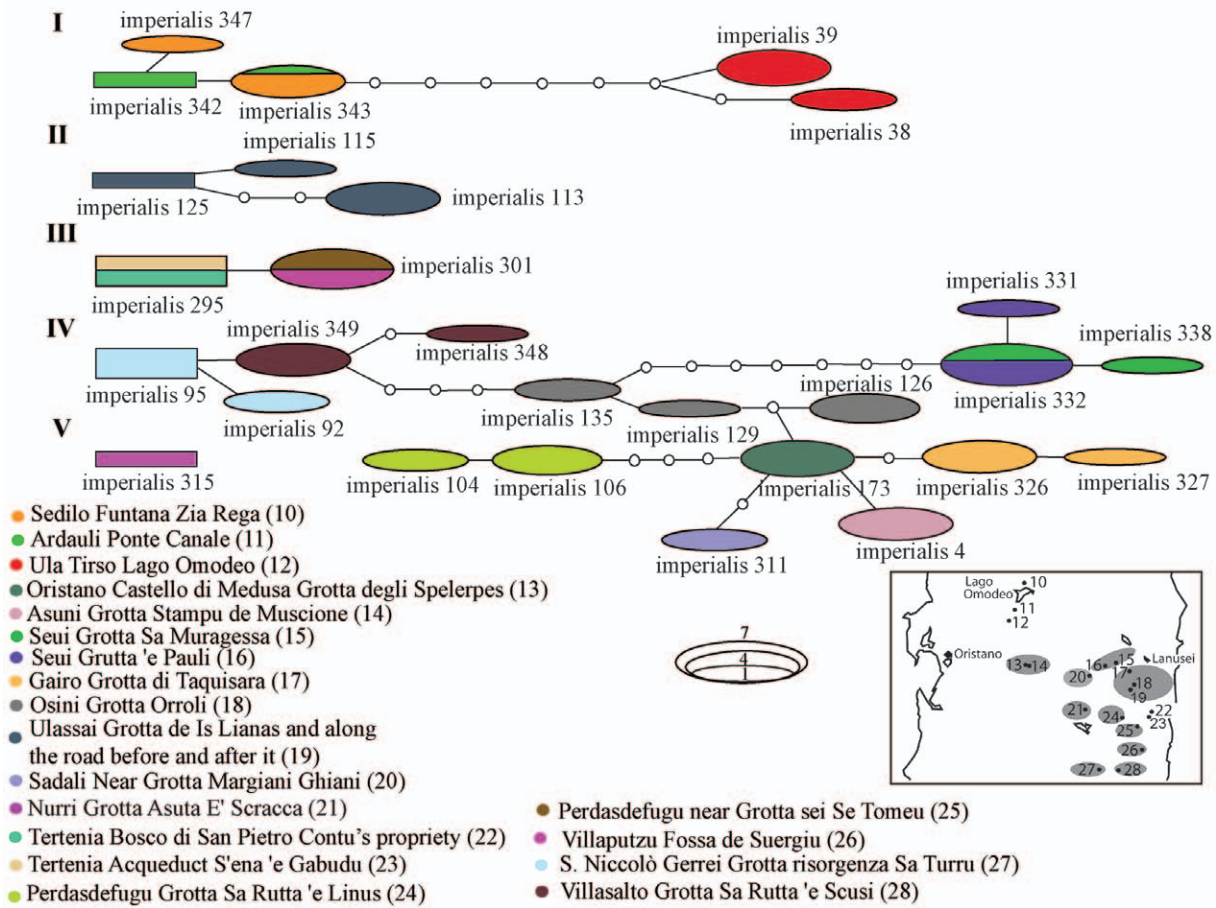 I
imperialis 347
imperialis 39
imperialis 342
imperialis 343
imperialis 38
II
imperialis 115
imperialis 125
imperialis 113
III
imperialis 301
imperialis 295
imperialis 331
IV
imperialis 349
imperialis 338
imperialis 348
imperialis 126
imperialis 95
imperialis 135
imperialis 332
imperialis 92
imperialis 129
V
imperialis 315
imperialis 104
imperialis 106
imperialis 173
imperialis 326
imperialis 327
imperialis 311
imperialis 4
Sedilo Funtana Zia Rega (10)
Ardauli Ponte Canale (11)
Ula Tirso Lago Omodeo (12)
Oristano Castello di Medusa Grotta degli Spelerpes (13)
Asuni Grotta Stampu de Muscione (14)
Seui Grotta Sa Muragessa (15)
Seui Grutta 'e Pauli (16)
Gairo Grotta di Taquisara (17)
Osini Grotta Orroli (18)
Ulassai Grotta de Is Lianas and along
the road before and after it (19)
Sadali Near Grotta Margiani Ghiani (20)
Nurri Grotta Asuta E' Scracca (21)
Tertenia Bosco di San Pietro Contu's propriety (22)
Tertenia Acqueduct S'ena 'e Gabudu (23)
Perdasdefugu Grotta Sa Rutta 'e Linus (24)
Perdasdefugu near Grotta sei Se Tomeu (25)
Villaputzu Fossa de Suergiu (26)
S. Niccolò Gerrei Grotta risorgenza Sa Turru (27)
Villasalto Grotta Sa Rutta 'e Scusi (28)
7
4
1
Lago
Omodeo
10
11
12
Oristano
13
14
16
15
Lanusei
17
20
18
19
21
24
22
23
25
26
27
28